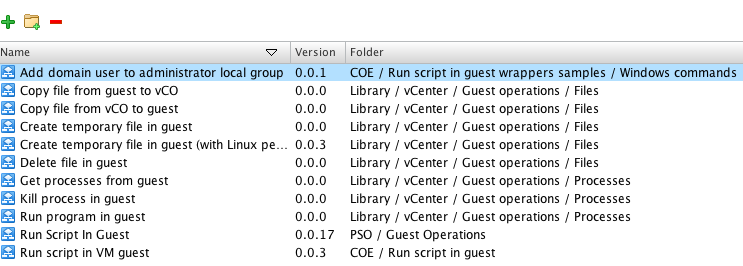 Name Version Folder
Add domain user to administrator local group 0.0.1 COE / Run script in guest wrappers samples / Windows commands
Copy file from guest to vCO 0.0.0 Library / vCenter / Guest operations / Files
Copy file from vCO to guest 0.0.0 Library / vCenter / Guest operations / Files
Create temporary file in guest 0.0.0 Library / vCenter / Guest operations / Files
Create temporary file in guest (with Linux pe... 0.0.3 Library / vCenter / Guest operations / Files
Delete file in guest 0.0.0 Library / vCenter / Guest operations / Files
Get processes from guest 0.0.0 Library / vCenter / Guest operations / Processes
Kill process in guest 0.0.0 Library / vCenter / Guest operations / Processes
Run program in guest 0.0.0 Library / vCenter / Guest operations / Processes
Run Script In Guest 0.0.17 PSO / Guest Operations
Run script in VM guest 0.0.3 COE / Run script in guest